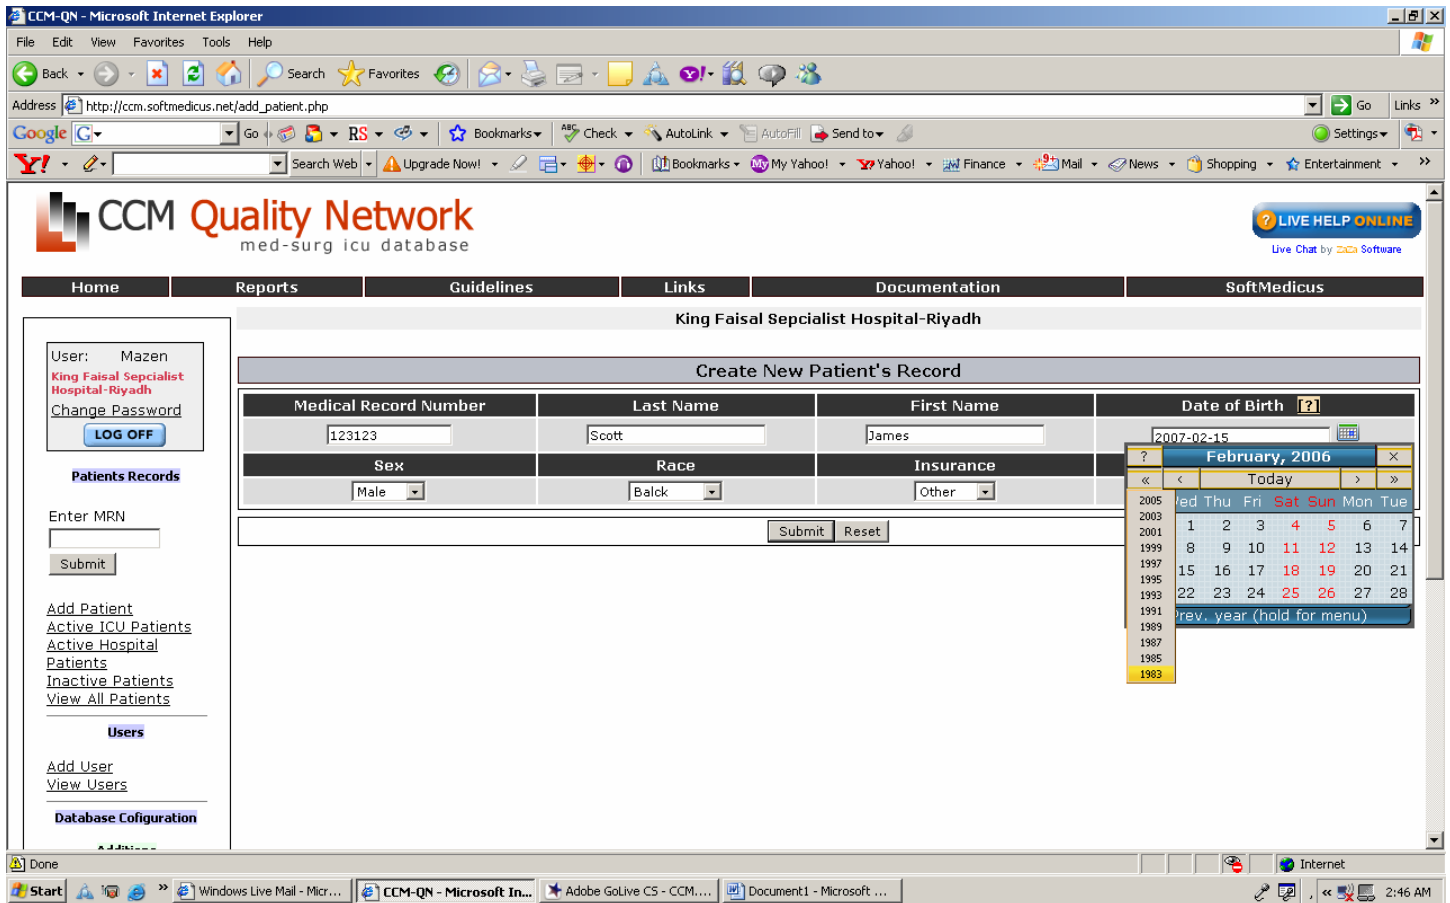 CCM-QN - Microsoft Internet Explorer
File Edit View Favorites Tools Help
Back Search Favorites
Address http://ccm.softmedicus.net/add_patient.php Go Links »
Google G Go RS Bookmarks ABC Check AutoLink AutoFill Send to Settings
Y! Search Web Upgrade Now! Bookmarks My Yahoo! Yahoo! Finance 9+ Mail News Shopping Entertainment »
CCM Quality Network
med-surg icu database
? LIVE HELP ONLINE
Live Chat by Software
Home Reports Guidelines Links Documentation SoftMedicus
King Faisal Sepcialist Hospital-Riyadh
User: Mazen
King Faisal Sepcialist
Hospital-Riyadh
Change Password
LOG OFF
Patients Records
Enter MRN
Submit
Add Patient
Active ICU Patients
Active Hospital
Patients
Inactive Patients
View All Patients
Users
Add User
View Users
Database Cofiguration
Create New Patient's Record
Medical Record Number Last Name First Name Date of Birth [?]
123123 Scott James 2007-02-15
Sex Race Insurance
Male Balck Other
Submit Reset
? February, 2006 ×
« ‹ Today › »
ed Thu Fri Sat Sun Mon Tue
1 2 3 4 5 6 7
8 9 10 11 12 13 14
15 16 17 18 19 20 21
22 23 24 25 26 27 28
Prev. year (hold for menu)
2005
2003
2001
1999
1997
1995
1993
1991
1989
1987
1985
1983
Done Internet
Start » Windows Live Mail - Micr... CCM-QN - Microsoft In... Adobe GoLive CS - CCM.... Document1 - Microsoft ... « 2:46 AM